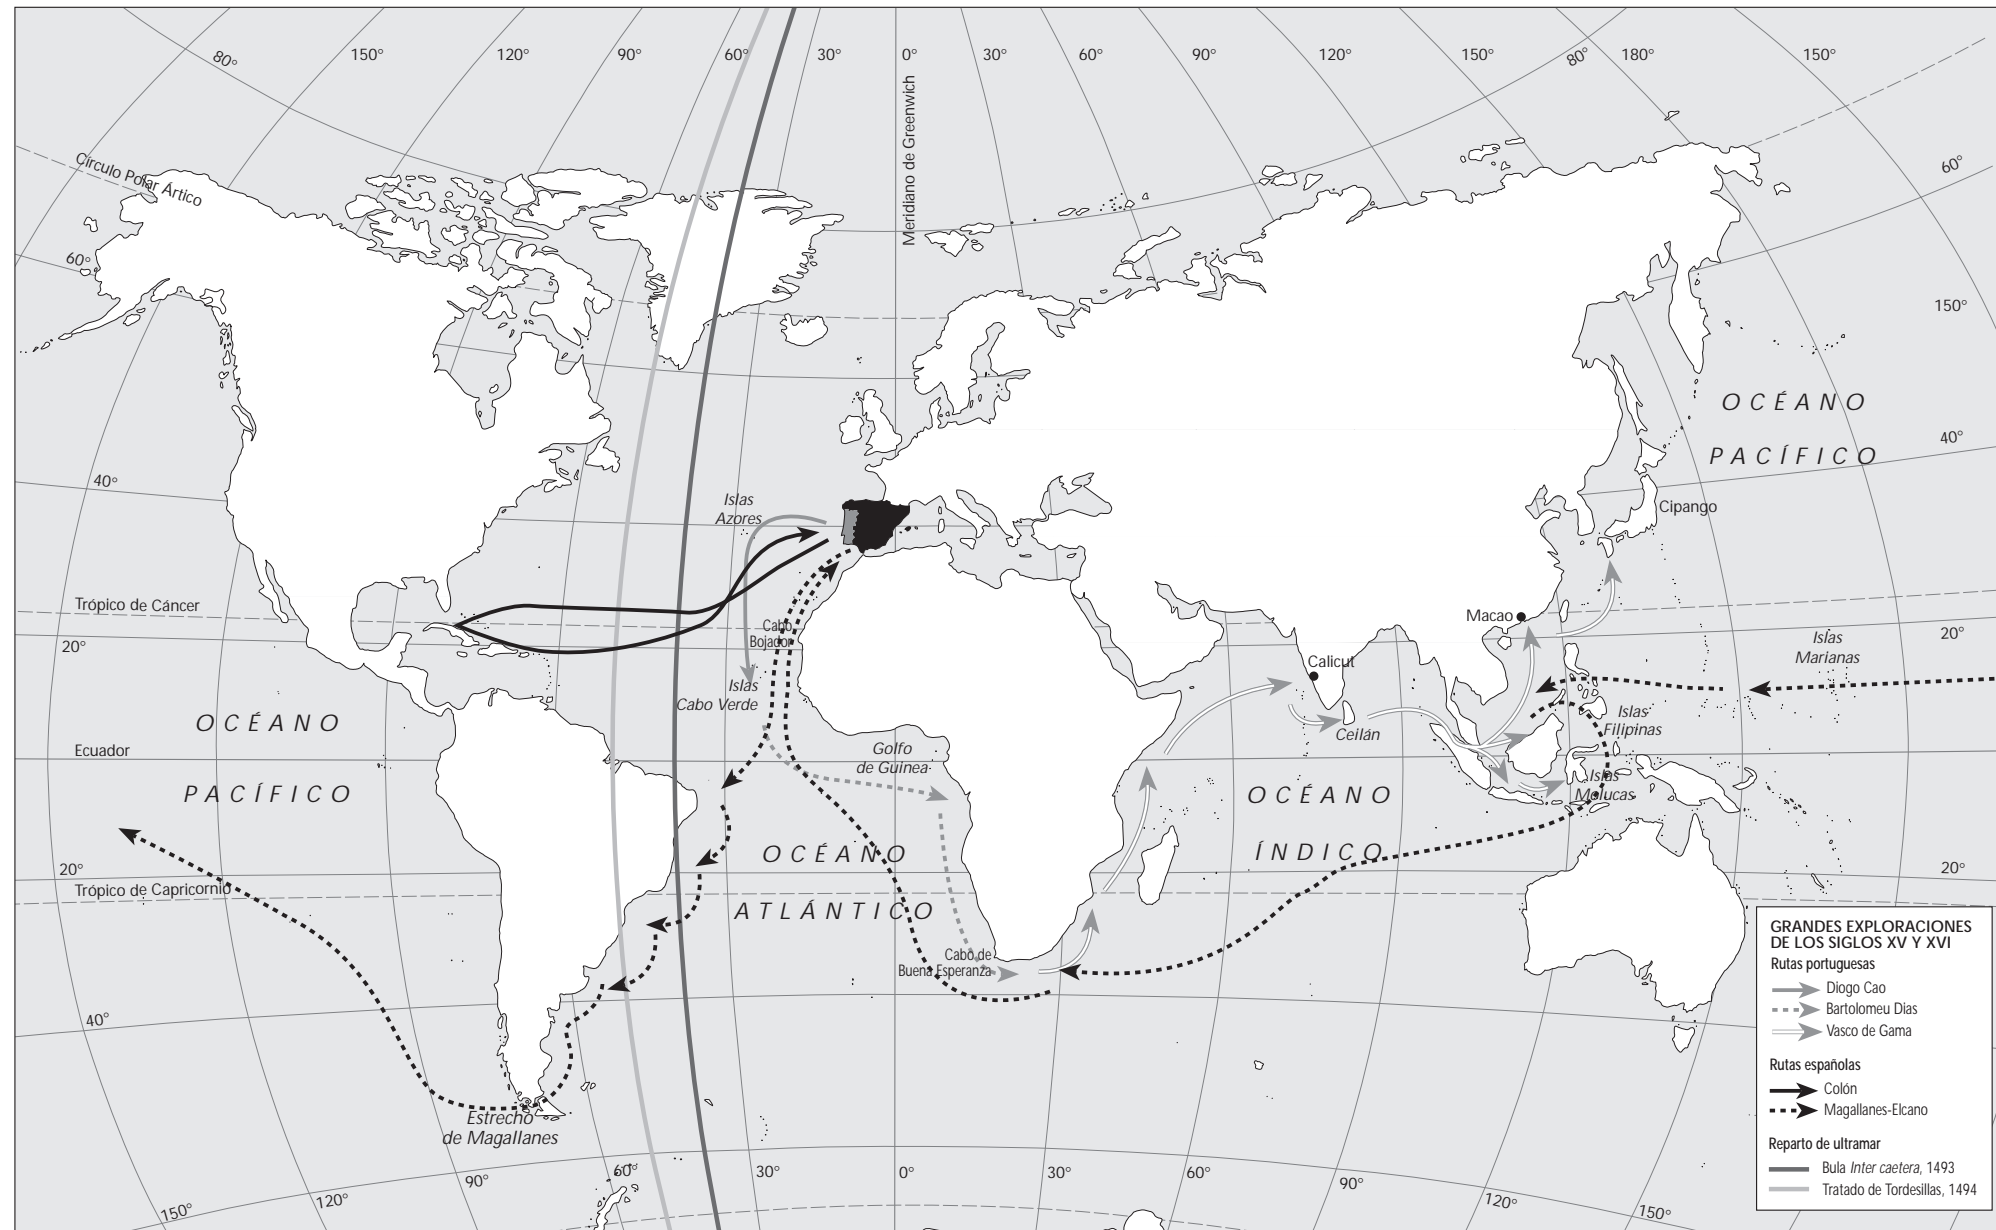 80°
150°
120°
90°
60°
30°
0°
30°
60°
90°
120°
150°
80°
180°
150°
Meridiano de Greenwich
Círculo Polar Ártico
60°
60°
150°
OCÉANO
PACÍFICO
40°
40°
Islas
Azores
Cipango
Trópico de Cáncer
Macao
Cabo
Bojador
20°
20°
Islas
Marianas
Calicut
Islas
Cabo Verde
OCÉANO
PACÍFICO
Islas
Filipinas
Ceilán
Ecuador
Golfo
de Guinea
Islas
Molucas
OCÉANO
ÍNDICO
OCÉANO
ATLÁNTICO
20°
20°
Trópico de Capricornio
Cabo de
Buena Esperanza
40°
Estrecho
de Magallanes
150°
120°
90°
60°
30°
0°
30°
60°
90°
120°
150°
GRANDES EXPLORACIONES
DE LOS SIGLOS XV Y XVI
Rutas portuguesas
Diogo Cao
Bartolomeu Dias
Vasco de Gama
Rutas españolas
Colón
Magallanes-Elcano
Reparto de ultramar
Bula Inter caetera, 1493
Tratado de Tordesillas, 1494